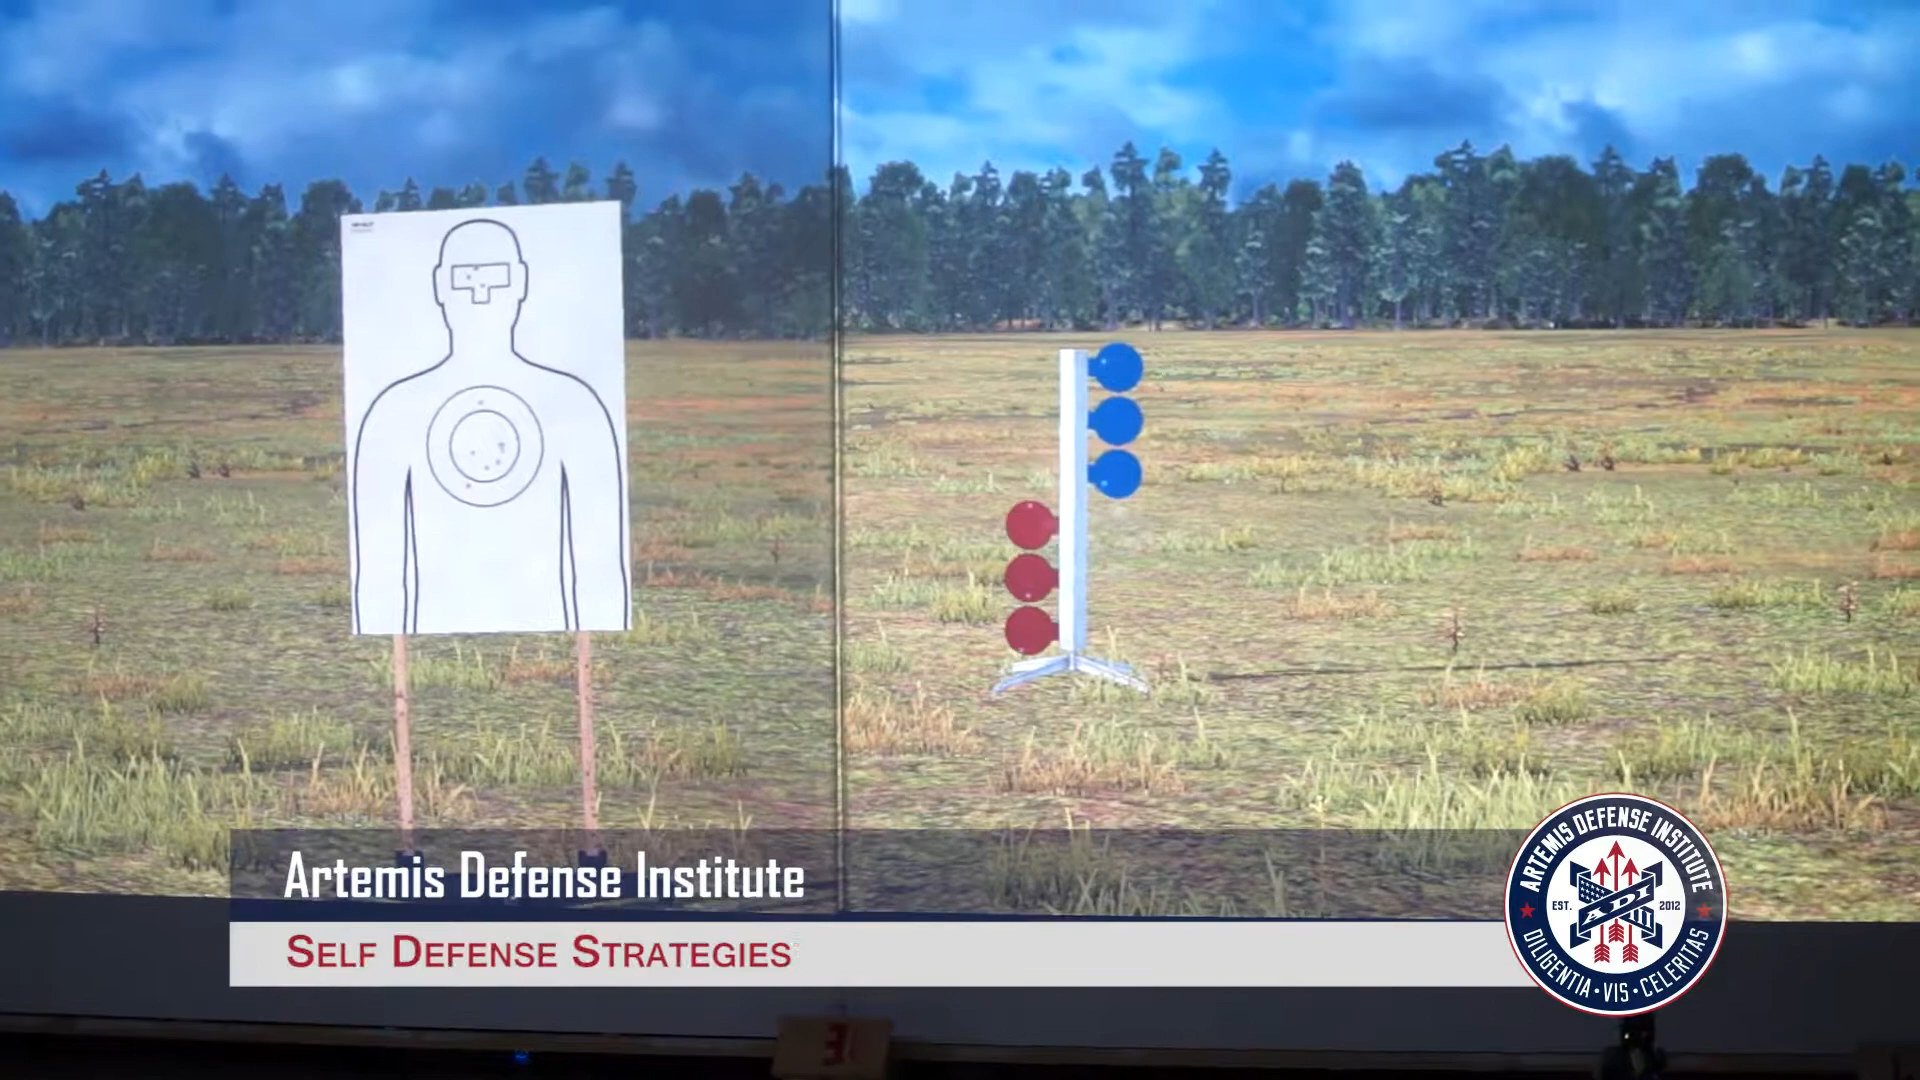 Artemis Defense Institute
SELF DEFENSE STRATEGIES
ARTEMIS DEFENSE INSTITUTE
EST. 2012
ADI
DILIGENTIA • VIS • CELERITAS